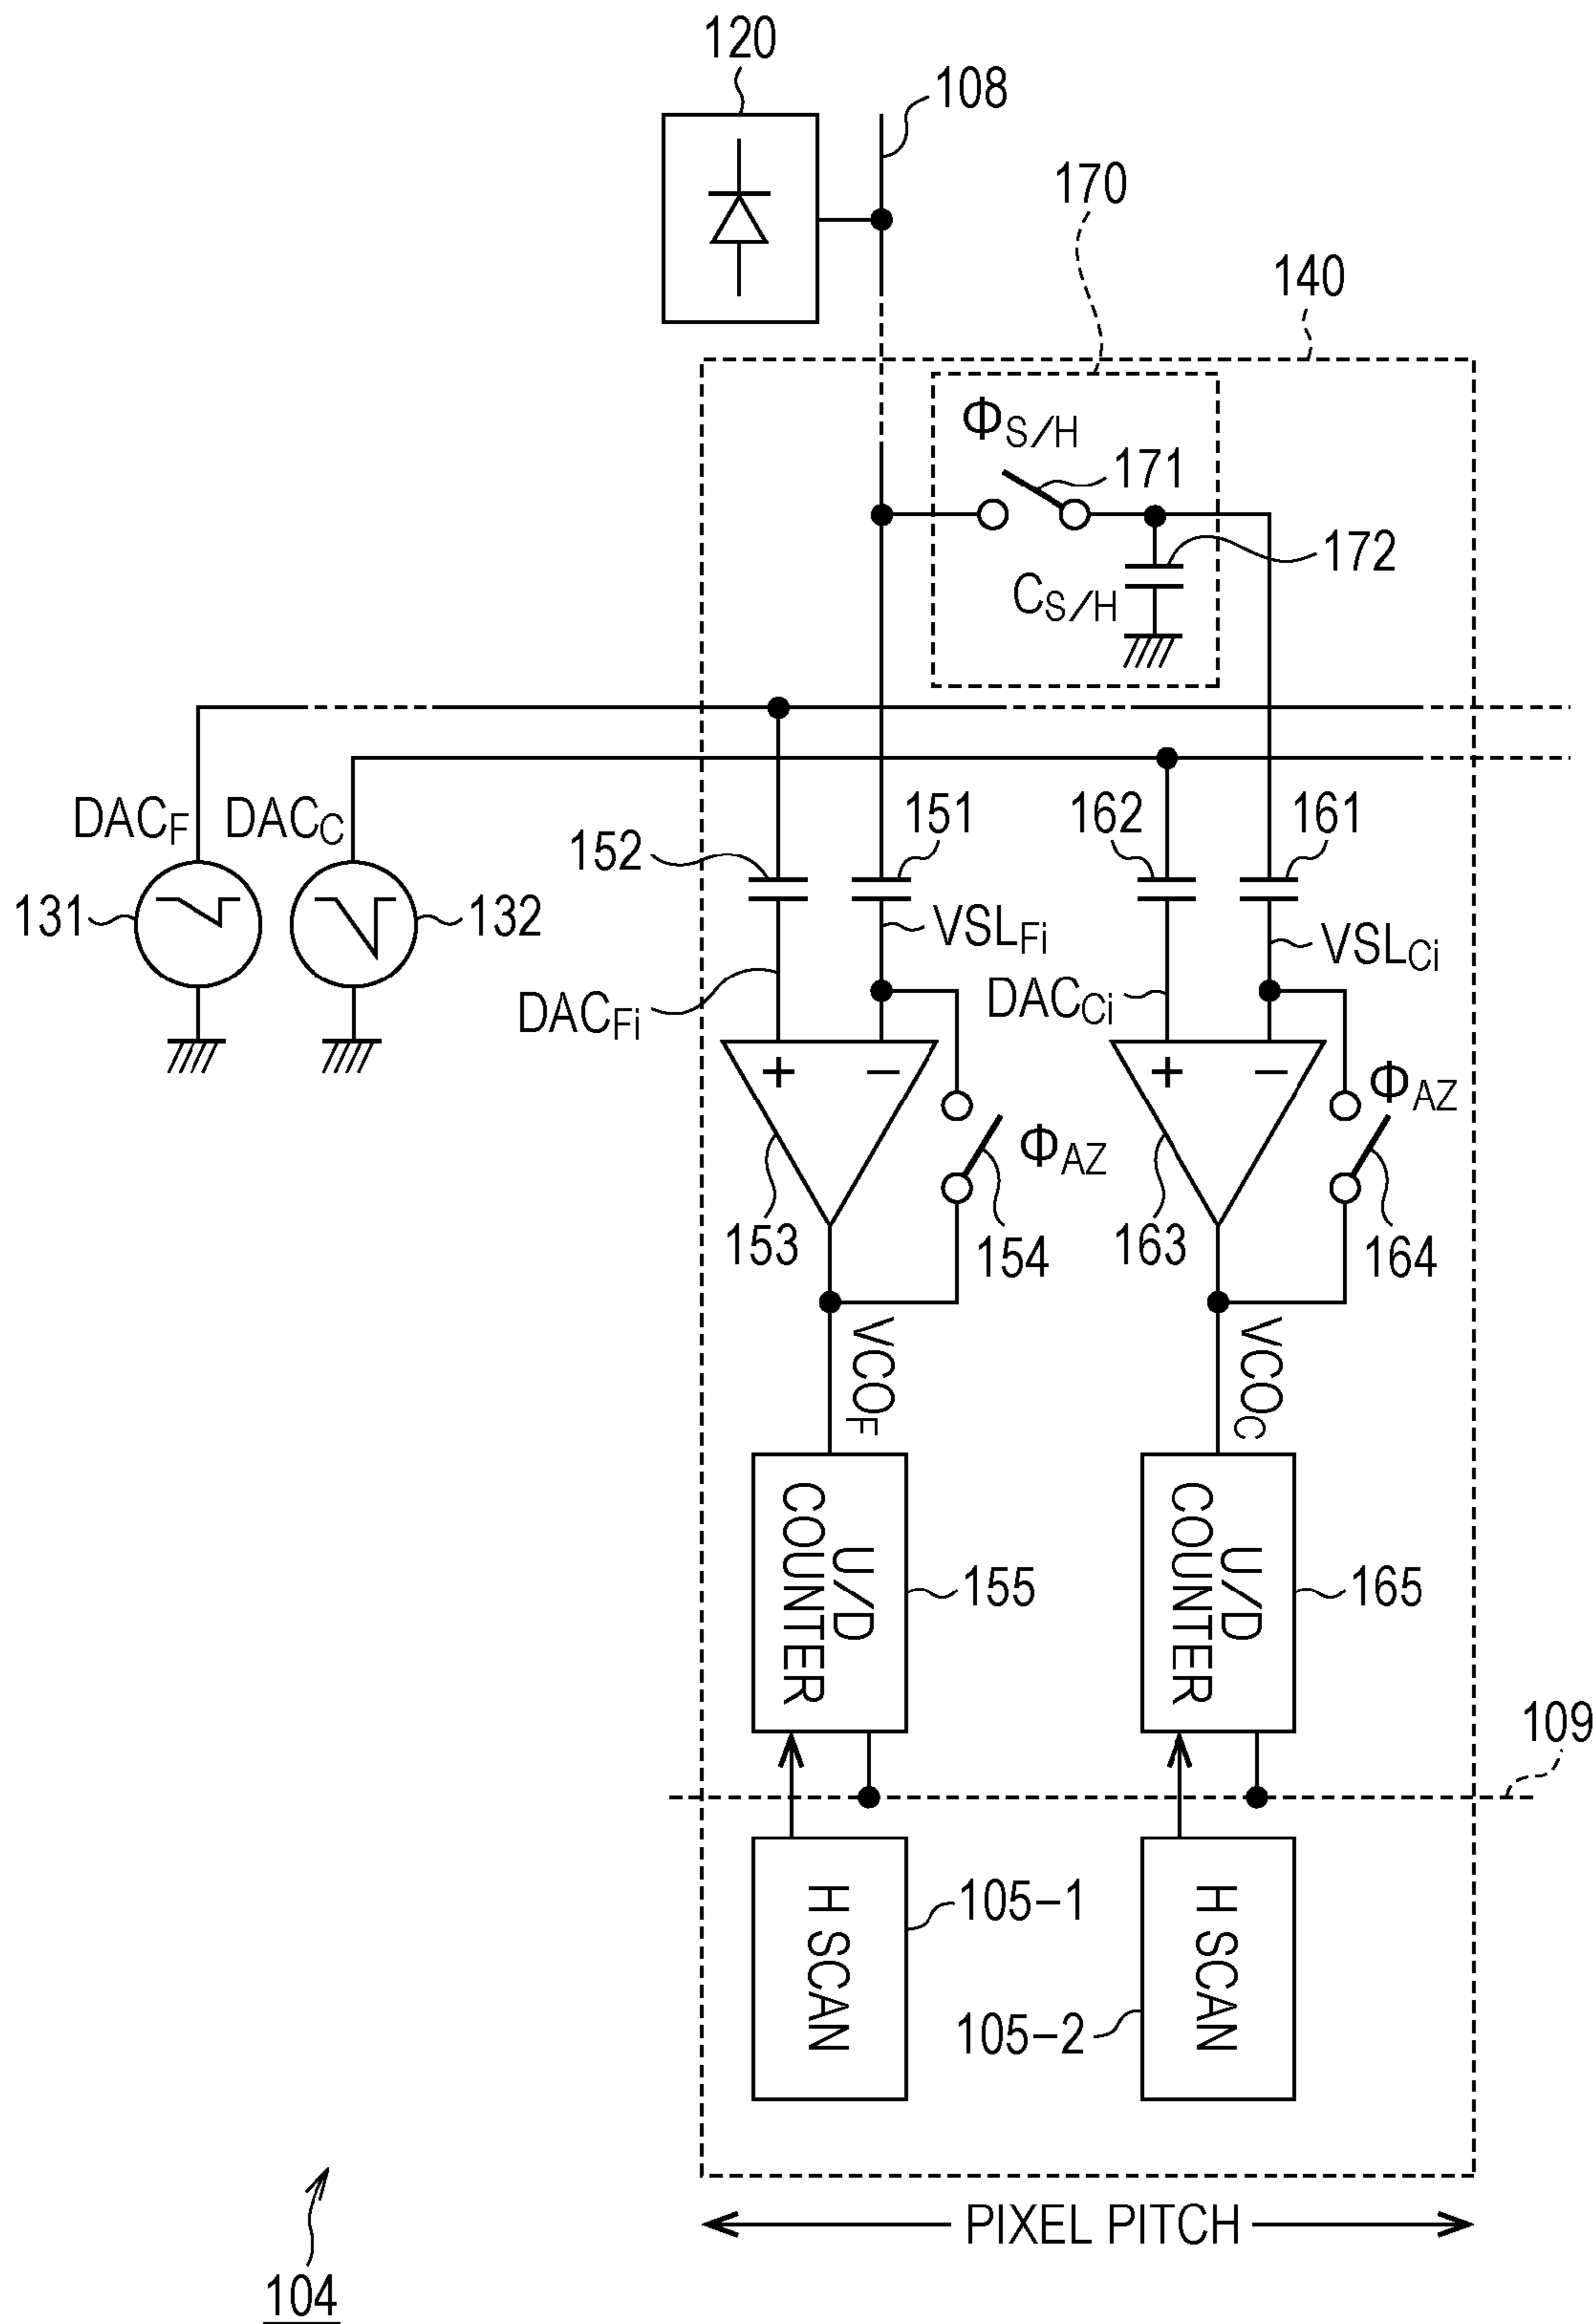 120
108
170
140
ΦS/H
171
172
CS/H
DACF
DACC
152
151
162
161
131
132
VSLFi
VSLCi
DACFi
DACCi
+
−
+
−
ΦAZ
ΦAZ
153
154
163
164
VCOF
VCOC
U/D
COUNTER
155
U/D
COUNTER
165
109
H SCAN
105−1
H SCAN
105−2
PIXEL PITCH
104